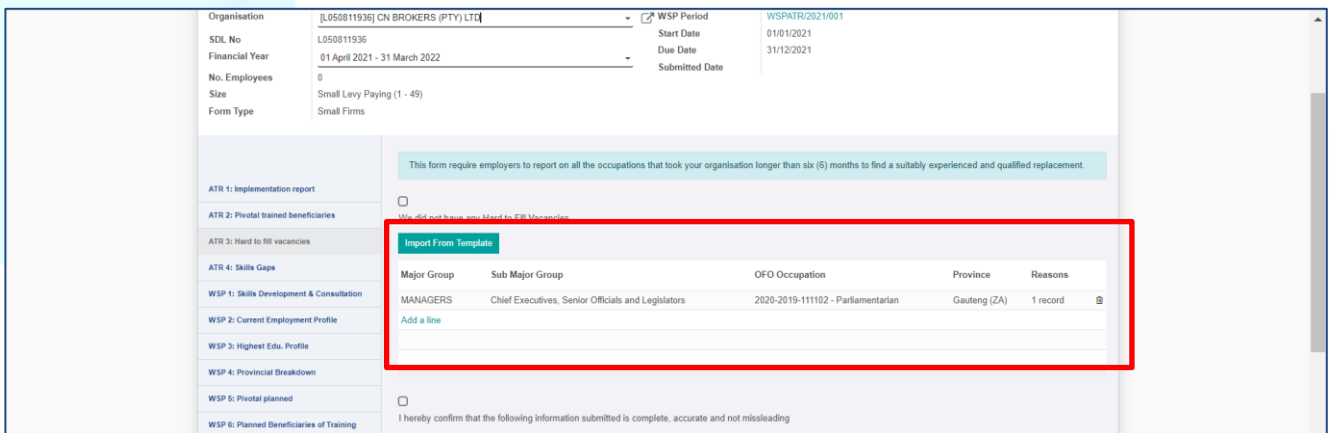 Organisation [L050811936] CN BROKERS (PTY) LTD WSP Period WSPATR/2021/001
SDL No L050811936 Start Date 01/01/2021
Financial Year 01 April 2021 - 31 March 2022 Due Date 31/12/2021
Submitted Date
No. Employees 0
Size Small Levy Paying (1 - 49)
Form Type Small Firms
This form require employers to report on all the occupations that took your organisation longer than six (6) months to find a suitably experienced and qualified replacement.
ATR 1: Implementation report
ATR 2: Pivotal trained beneficiaries
We did not have any Hard to Fill Vacancies
ATR 3: Hard to fill vacancies
Import From Template
ATR 4: Skills Gaps
Major Group Sub Major Group OFO Occupation Province Reasons
WSP 1: Skills Development & Consultation
MANAGERS Chief Executives, Senior Officials and Legislators 2020-2019-111102 - Parliamentarian Gauteng (ZA) 1 record
WSP 2: Current Employment Profile
Add a line
WSP 3: Highest Edu. Profile
WSP 4: Provincial Breakdown
WSP 5: Pivotal planned
I hereby confirm that the following information submitted is complete, accurate and not missleading
WSP 6: Planned Beneficiaries of Training